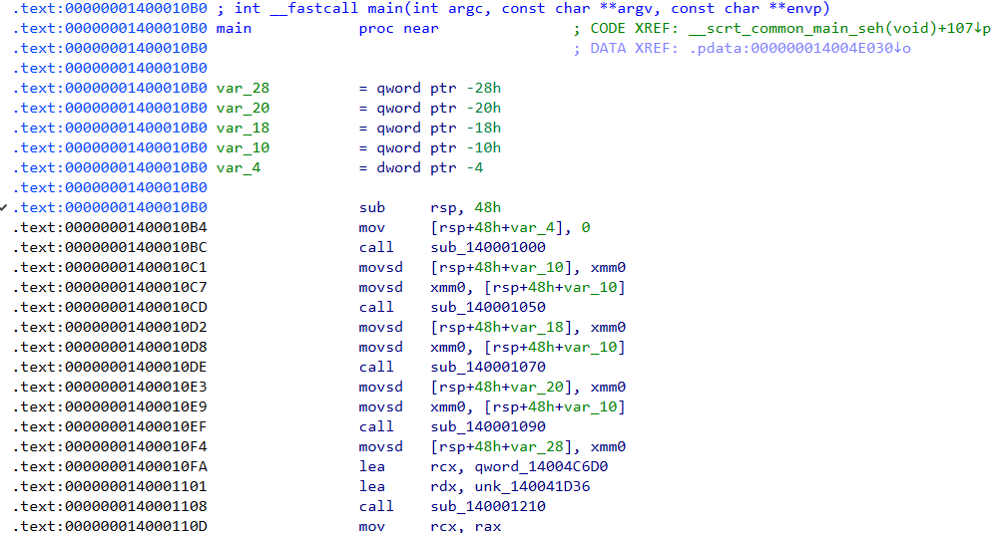 .text:00000001400010B0 ; int __fastcall main(int argc, const char **argv, const char **envp)
.text:00000001400010B0 main proc near ; CODE XREF: __scrt_common_main_seh(void)+107↓p
.text:00000001400010B0 ; DATA XREF: .pdata:000000014004E030↓o
.text:00000001400010B0
.text:00000001400010B0 var_28 = qword ptr -28h
.text:00000001400010B0 var_20 = qword ptr -20h
.text:00000001400010B0 var_18 = qword ptr -18h
.text:00000001400010B0 var_10 = qword ptr -10h
.text:00000001400010B0 var_4 = dword ptr -4
.text:00000001400010B0
.text:00000001400010B0 sub rsp, 48h
.text:00000001400010B4 mov [rsp+48h+var_4], 0
.text:00000001400010BC call sub_140001000
.text:00000001400010C1 movsd [rsp+48h+var_10], xmm0
.text:00000001400010C7 movsd xmm0, [rsp+48h+var_10]
.text:00000001400010CD call sub_140001050
.text:00000001400010D2 movsd [rsp+48h+var_18], xmm0
.text:00000001400010D8 movsd xmm0, [rsp+48h+var_10]
.text:00000001400010DE call sub_140001070
.text:00000001400010E3 movsd [rsp+48h+var_20], xmm0
.text:00000001400010E9 movsd xmm0, [rsp+48h+var_10]
.text:00000001400010EF call sub_140001090
.text:00000001400010F4 movsd [rsp+48h+var_28], xmm0
.text:00000001400010FA lea rcx, qword_14004C6D0
.text:0000000140001101 lea rdx, unk_140041D36
.text:0000000140001108 call sub_140001210
.text:000000014000110D mov rcx, rax